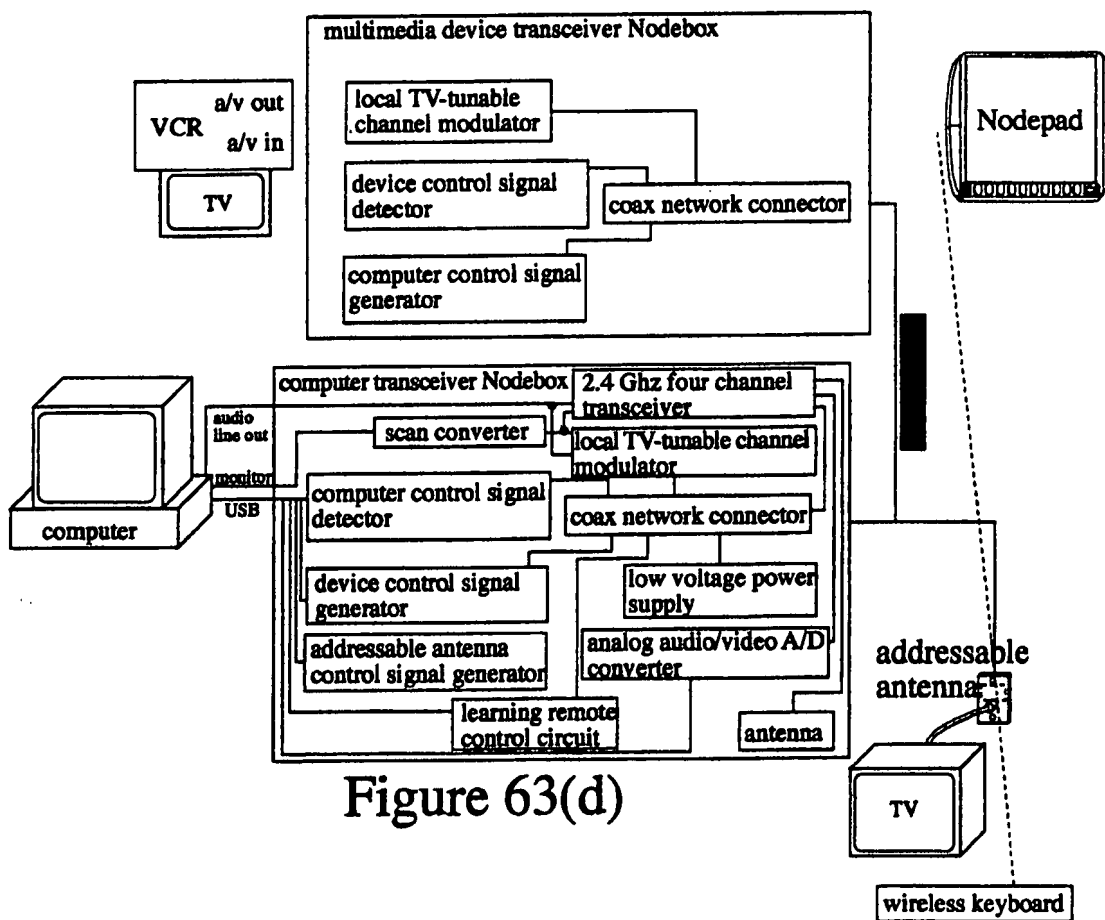 multimedia device transceiver Nodebox
local TV-tunable
channel modulator
VCR
a/v out
a/v in
TV
device control signal
detector
coax network connector
computer control signal
generator
Nodepad
computer transceiver Nodebox
2.4 Ghz four channel
transceiver
audio
line out
scan converter
local TV-tunable channel
modulator
monitor
USB
computer
computer control signal
detector
coax network connector
device control signal
generator
low voltage power
supply
addressable antenna
control signal generator
analog audio/video A/D
converter
learning remote
control circuit
antenna
addressable
antenna
TV
wireless keyboard
Figure 63(d)